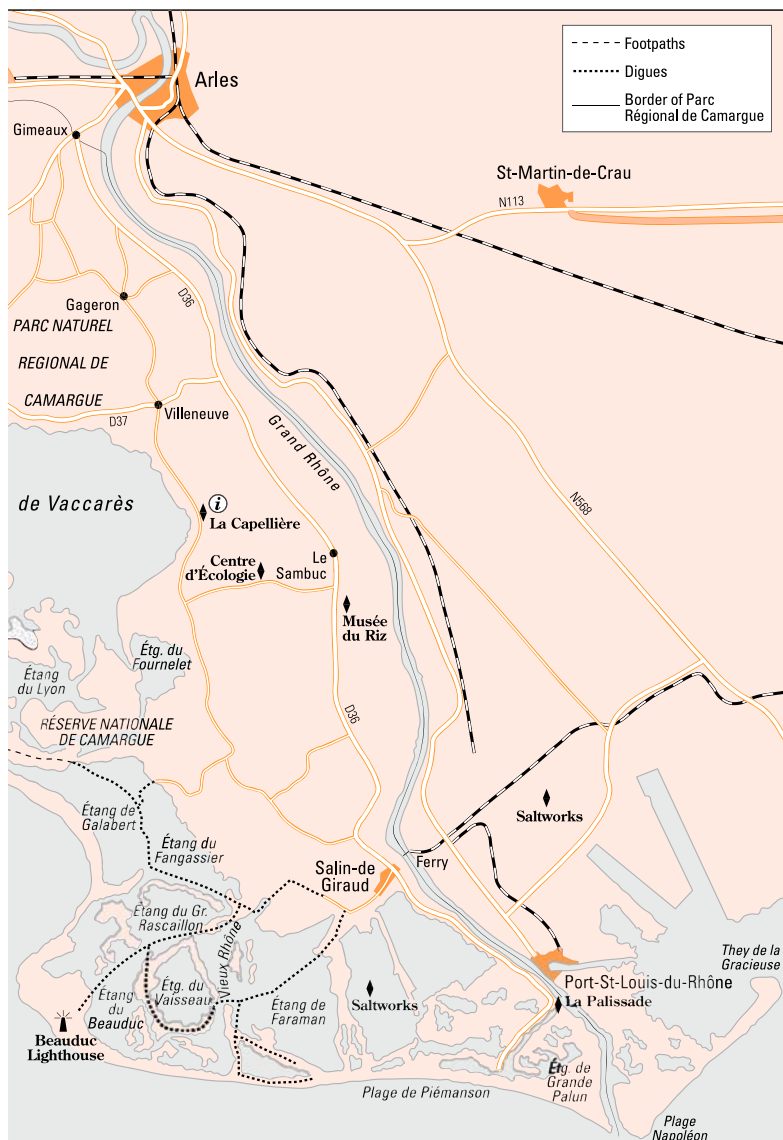 Footpaths
Digues
Border of Parc
Régional de Camargue
Arles
Gimeaux
St-Martin-de-Crau
N113
D36
Gageron
PARC NATUREL
REGIONAL DE
CAMARGUE
D37
Villeneuve
Grand Rhône
de Vaccarès
i
La Capellière
N568
Centre
d'Écologie
Le
Sambuc
Musée
du Riz
Étg. du
Fournelet
Étang
du Lyon
RÉSERVE NATIONALE
DE CAMARGUE
D36
Étang de
Galabert
Étang du
Fangassier
Saltworks
Ferry
Salin-de
Giraud
Étang du Gr.
Rascaillon
Vieux Rhône
Étg. du
Vaisseau
Étang
du
Beauduc
Étang de
Faraman
Saltworks
They de la
Gracieuse
Port-St-Louis-du-Rhône
La Palissade
Beauduc
Lighthouse
Étg. de
Grande
Palun
Plage de Piémanson
Plage
Napoléon